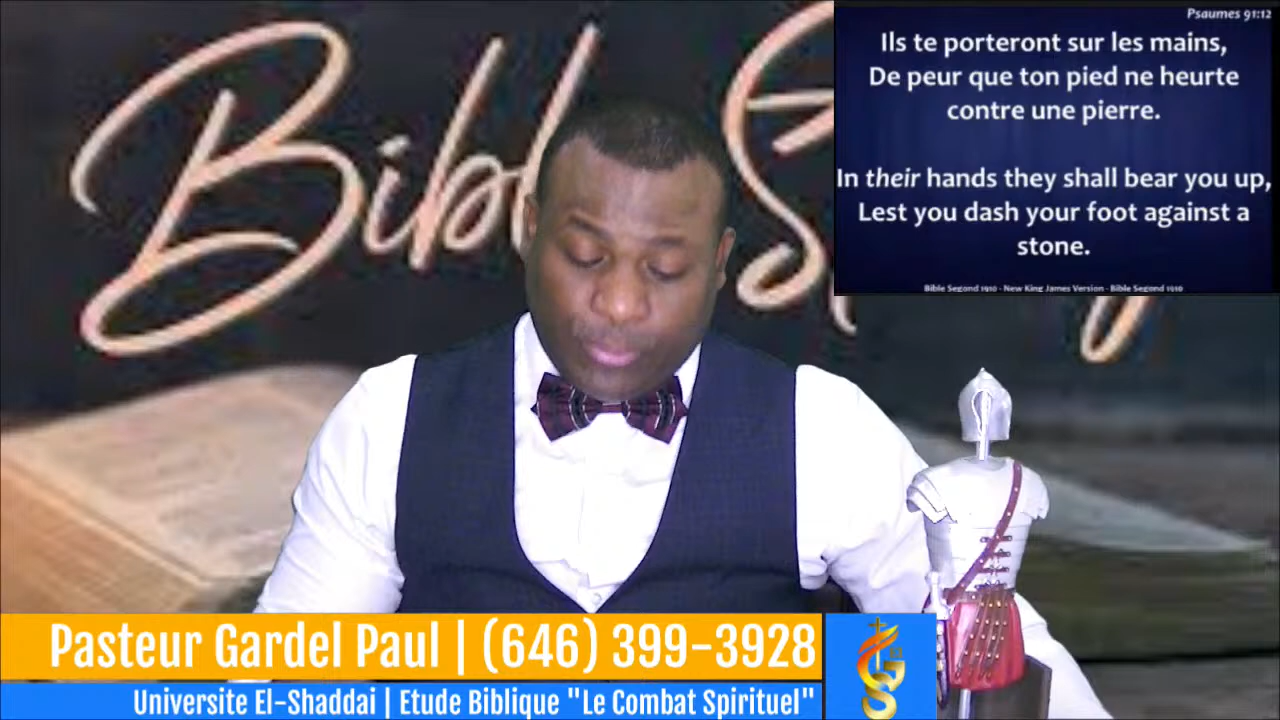 Bible Study
Psaumes 91:12
Ils te porteront sur les mains,
De peur que ton pied ne heurte
contre une pierre.
In their hands they shall bear you up,
Lest you dash your foot against a
stone.
Bible Segond 1910 - New King James Version - Bible Segond 1910
Pasteur Gardel Paul | (646) 399-3928
Universite El-Shaddai | Etude Biblique "Le Combat Spirituel"